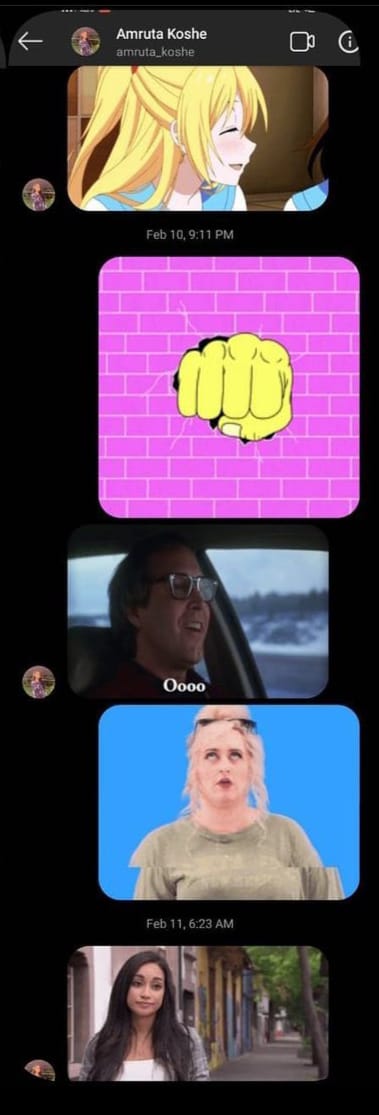 Amruta Koshe
amruta_koshe
Feb 10, 9:11 PM
Oooo
Feb 11, 6:23 AM